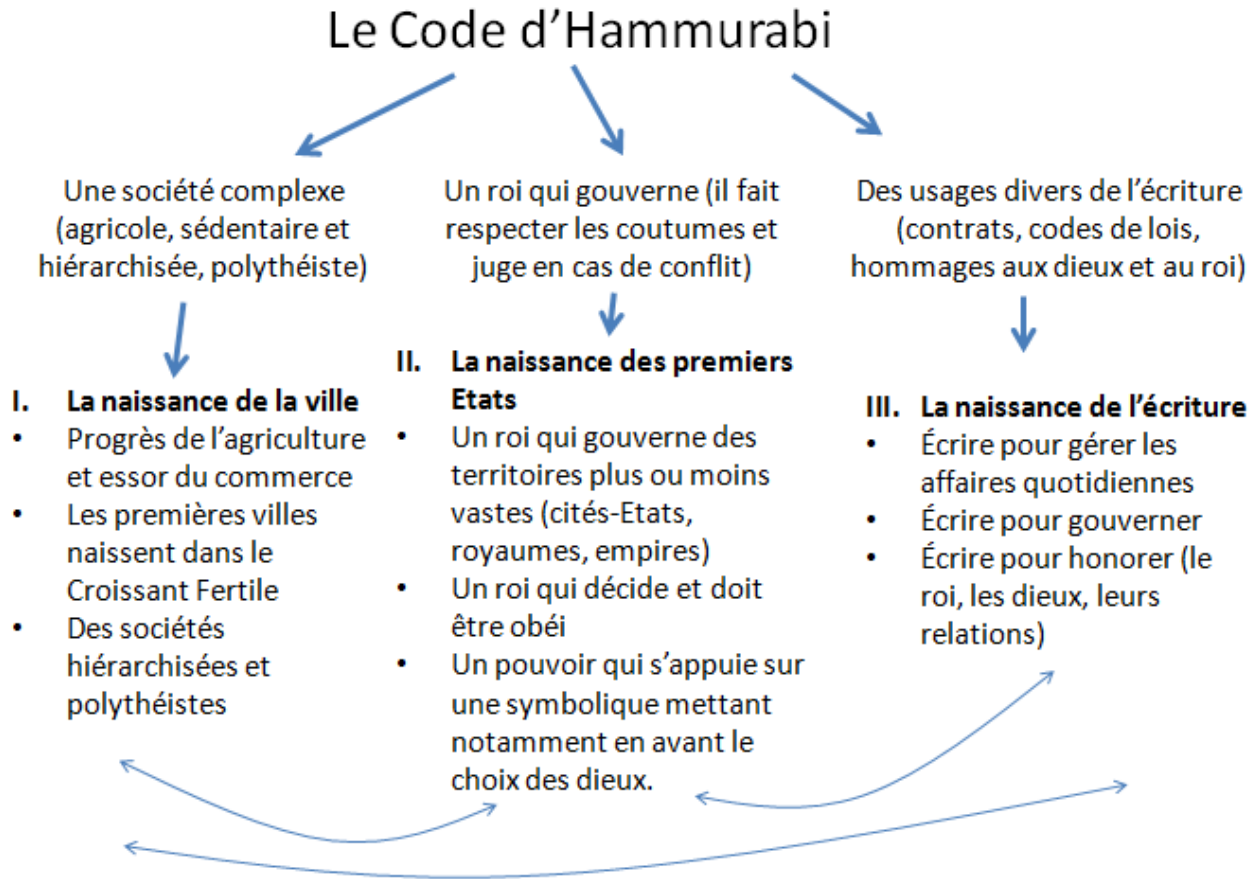 Le Code d’Hammurabi
Une société complexe
(agricole, sédentaire et
hiérarchisée, polythéiste)
Un roi qui gouverne (il fait
respecter les coutumes et
juge en cas de conflit)
Des usages divers de l’écriture
(contrats, codes de lois,
hommages aux dieux et au roi)
I. La naissance de la ville
• Progrès de l’agriculture
et essor du commerce
• Les premières villes
naissent dans le
Croissant Fertile
• Des sociétés
hiérarchisées et
polythéistes
II. La naissance des premiers
Etats
• Un roi qui gouverne des
territoires plus ou moins
vastes (cités-Etats,
royaumes, empires)
• Un roi qui décide et doit
être obéi
• Un pouvoir qui s’appuie sur
une symbolique mettant
notamment en avant le
choix des dieux.
III. La naissance de l’écriture
• Écrire pour gérer les
affaires quotidiennes
• Écrire pour gouverner
• Écrire pour honorer (le
roi, les dieux, leurs
relations)